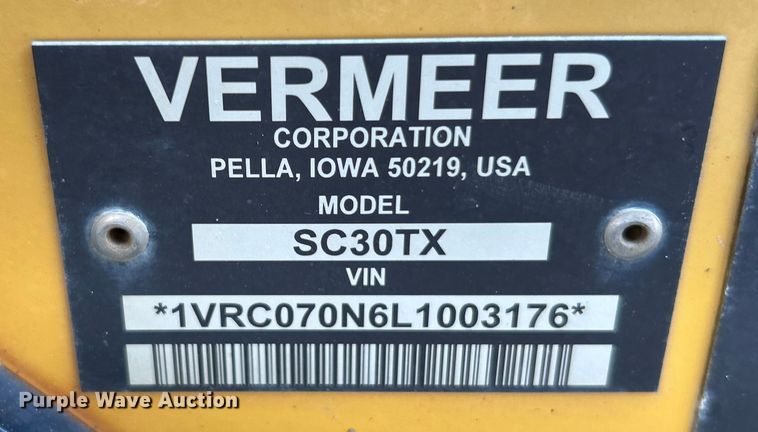 VERMEER
CORPORATION
PELLA, IOWA 50219, USA
MODEL
SC30TX
VIN
*1VRC070N6L1003176*
Purple Wave Auction